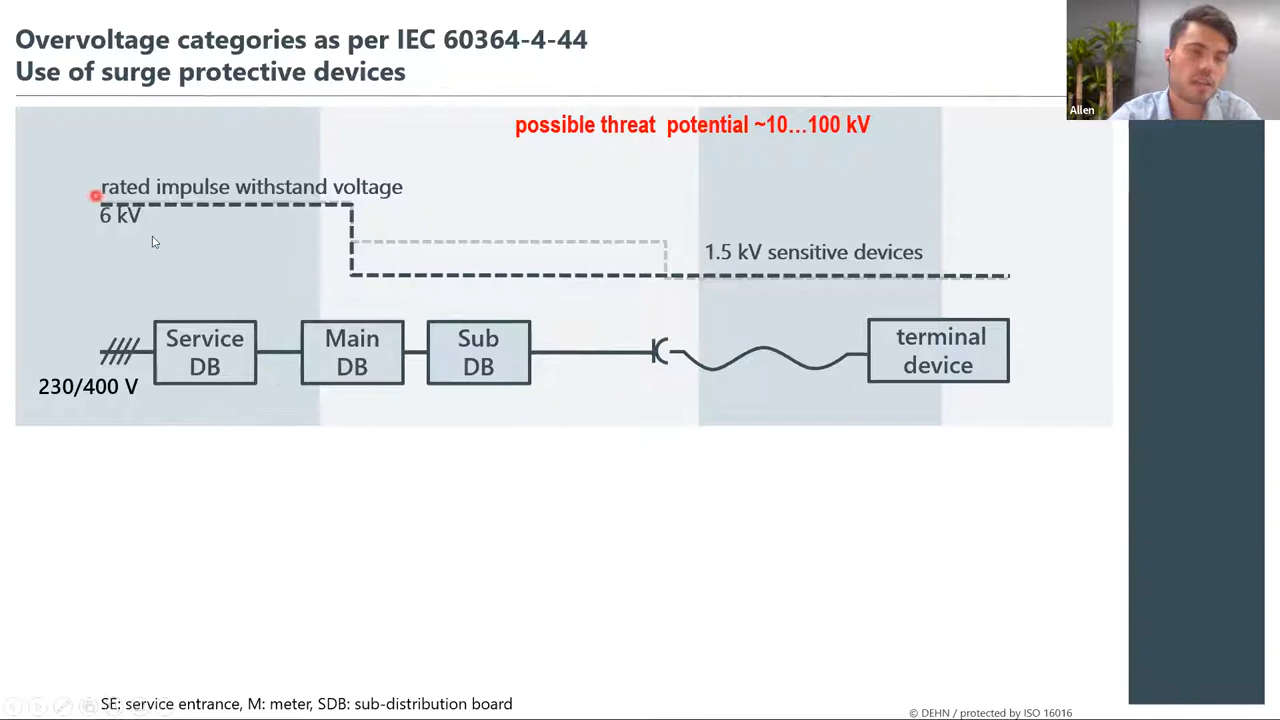 Overvoltage categories as per IEC 60364-4-44
Use of surge protective devices
Allen
possible threat potential ~10...100 kV
rated impulse withstand voltage
6 kV
1.5 kV sensitive devices
Service
DB
Main
DB
Sub
DB
terminal
device
230/400 V
SE: service entrance, M: meter, SDB: sub-distribution board
© DEHN / protected by ISO 16016